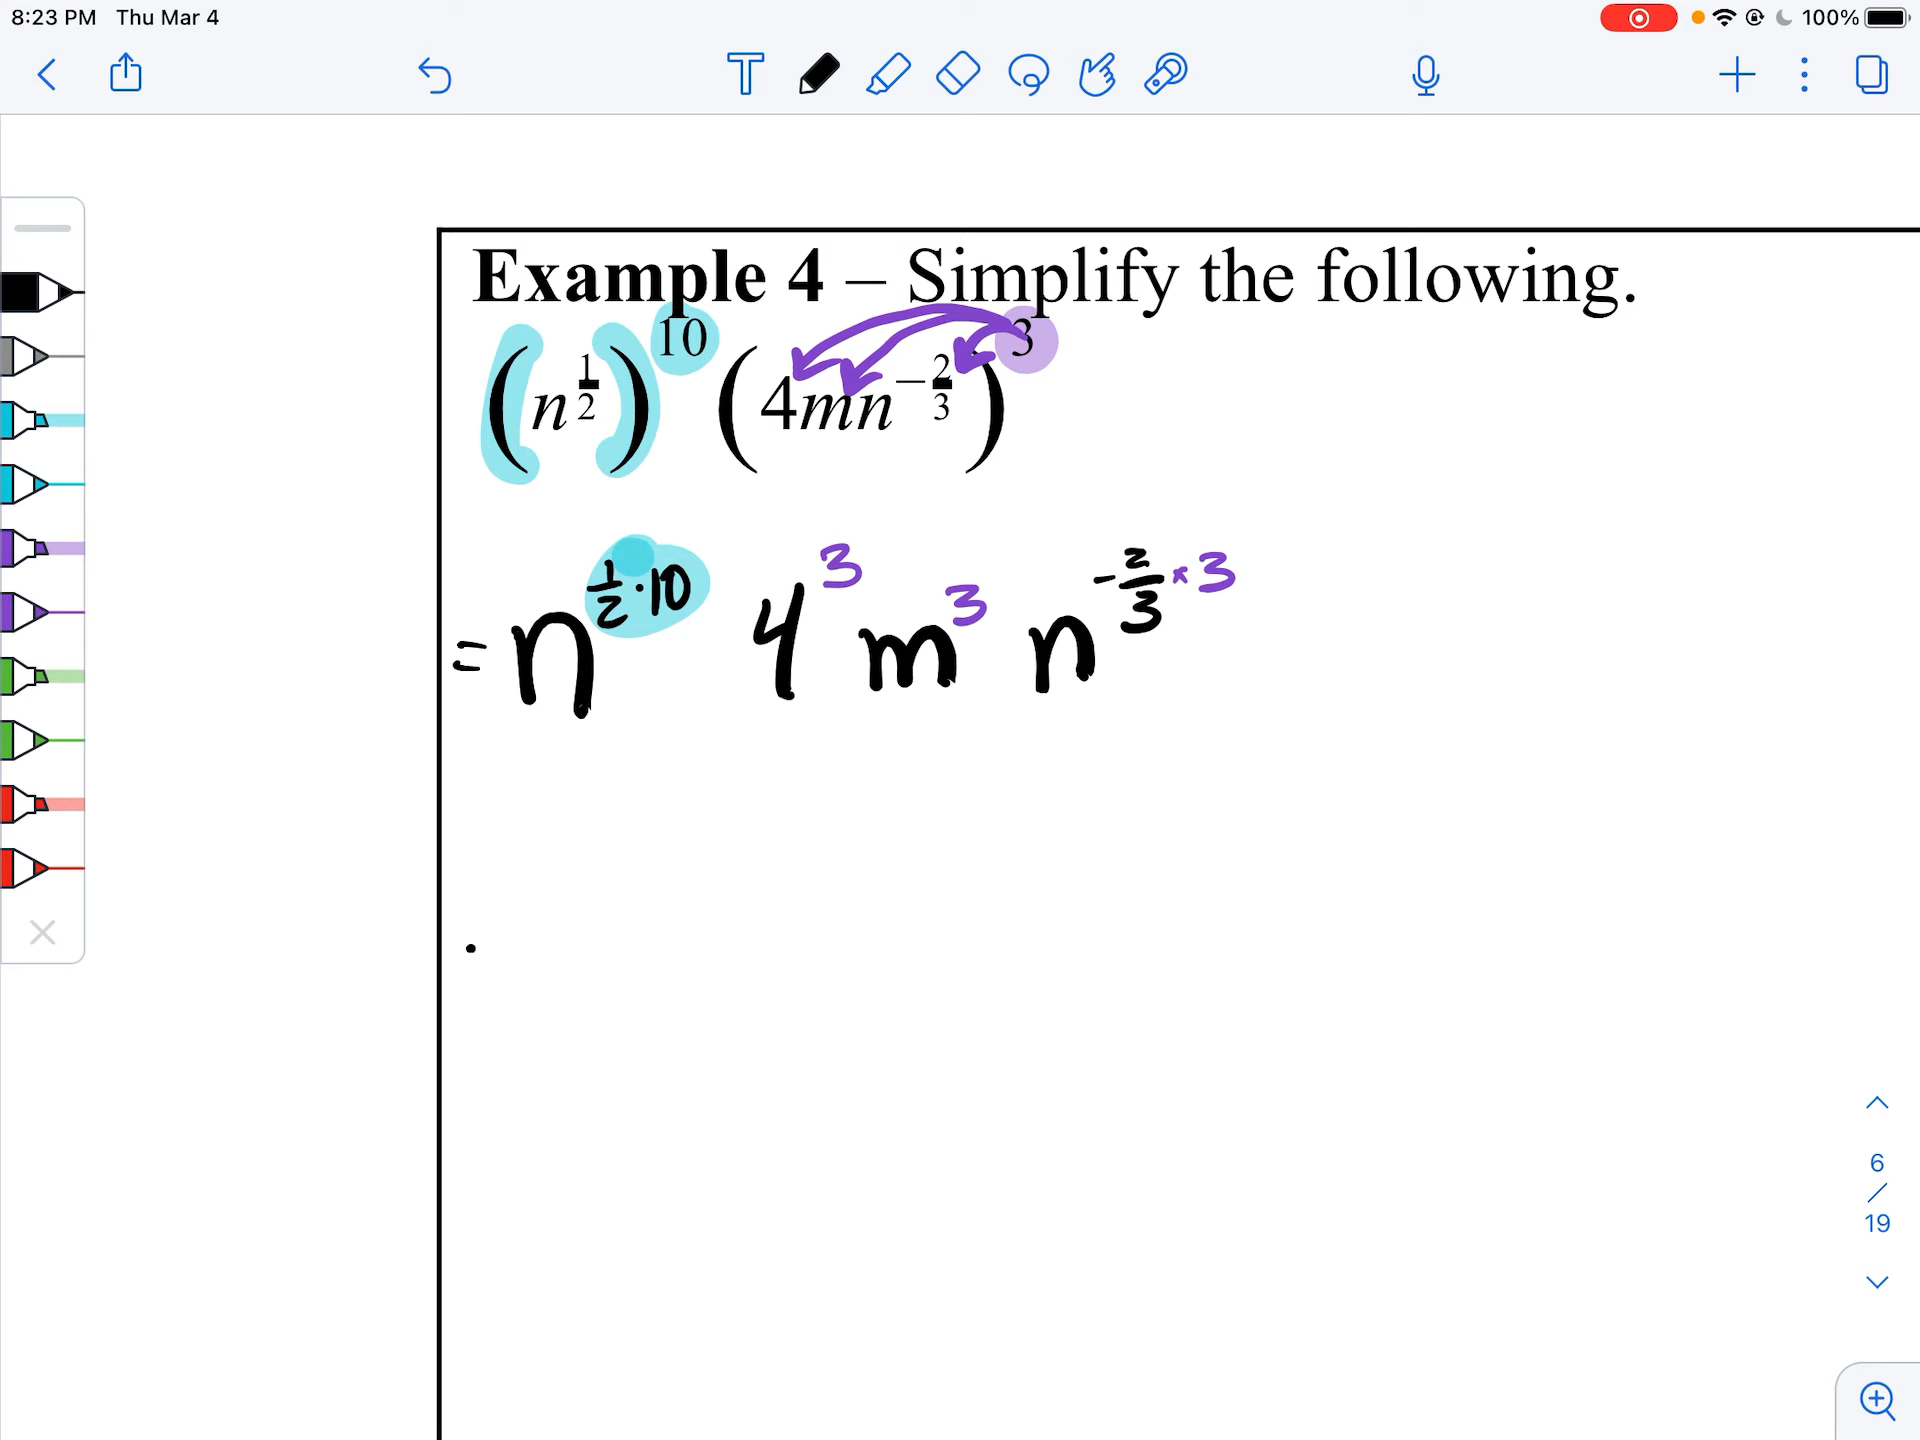 8:23 PM Thu Mar 4 100%
T
Example 4 – Simplify the following.
(n^{1/2})^{10} (4mn^{-2/3})^{3}
= n^{1/2·10} 4^{3} m^{3} n^{-2/3×3}
.
6
/
19